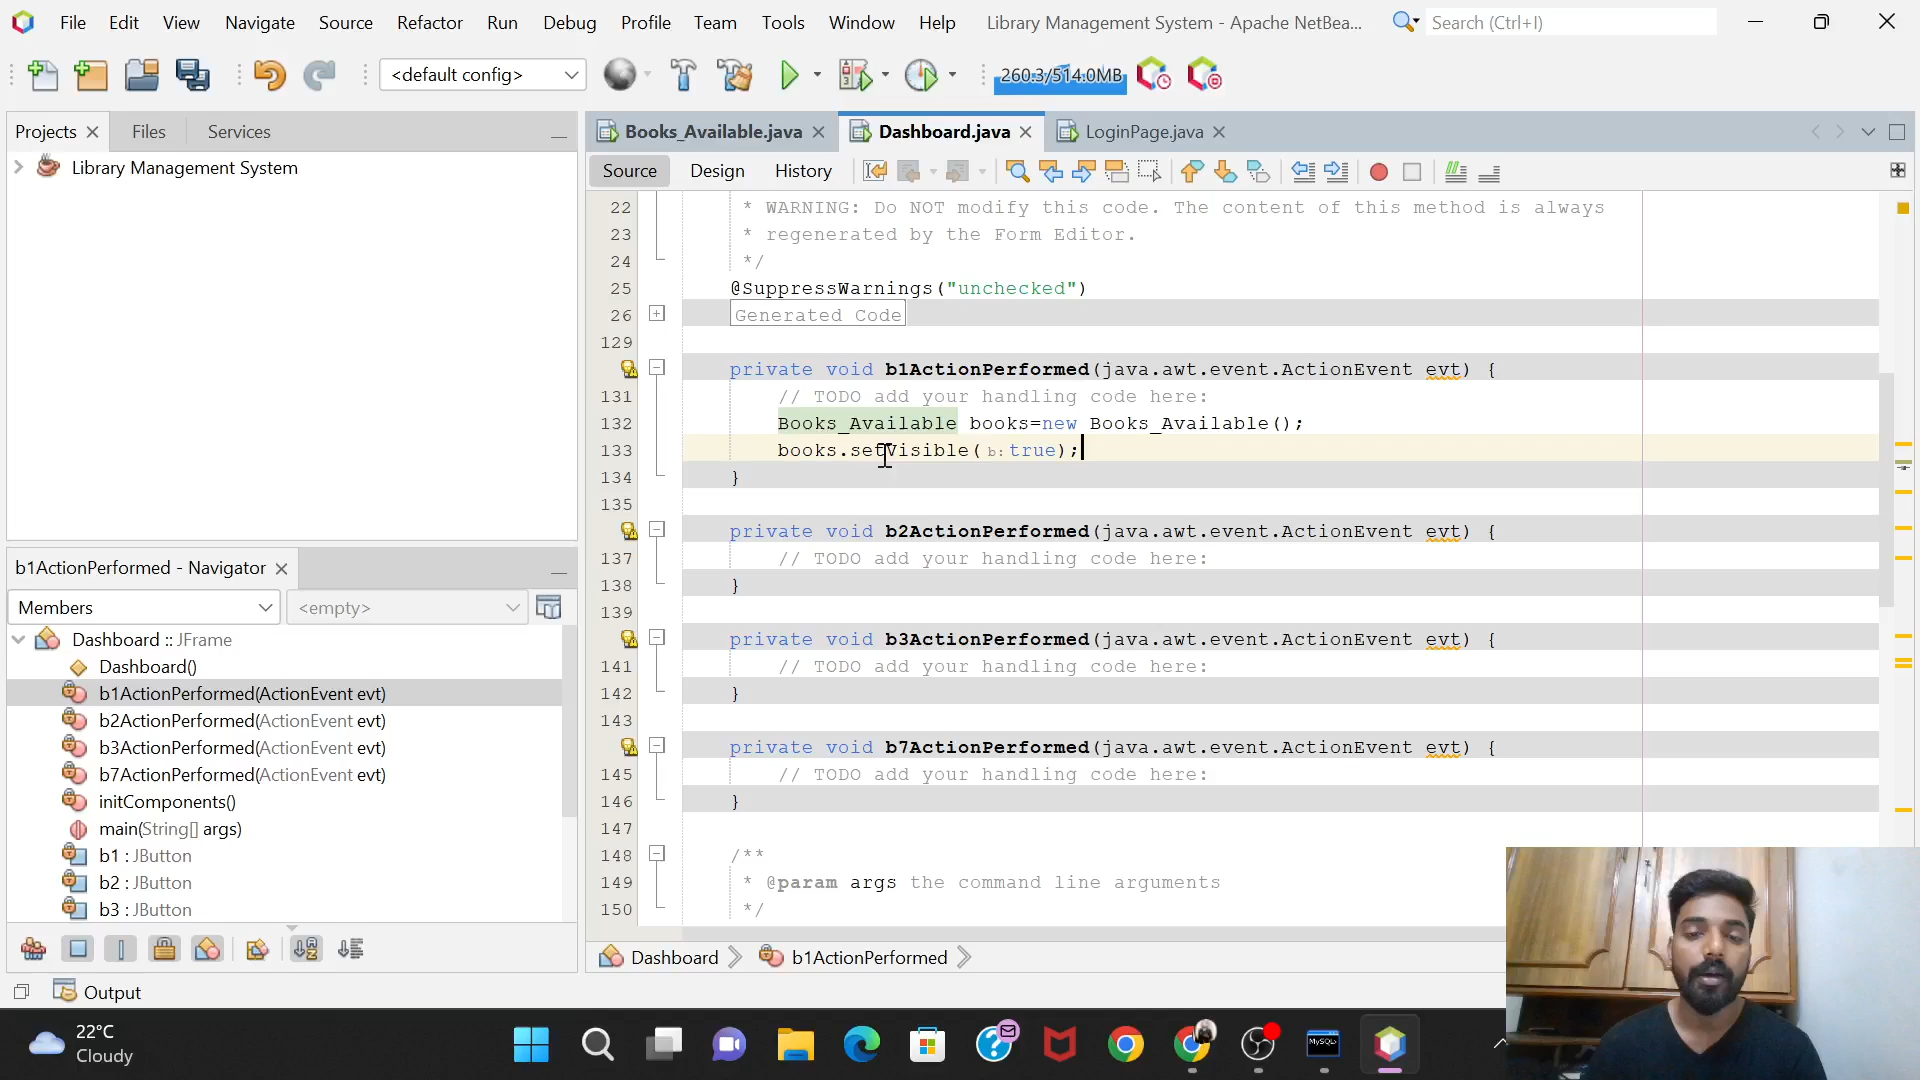 File Edit View Navigate Source Refactor Run Debug Profile Team Tools Window Help Library Management System - Apache NetBea... Search (Ctrl+I)
<default config> 260.3/514.0MB
Projects Files Services
Library Management System
Books_Available.java Dashboard.java LoginPage.java
Source Design History
22 * WARNING: Do NOT modify this code. The content of this method is always
23 * regenerated by the Form Editor.
24 */
25 @SuppressWarnings("unchecked")
26 Generated Code
129
private void b1ActionPerformed(java.awt.event.ActionEvent evt) {
131 // TODO add your handling code here:
132 Books_Available books=new Books_Available();
133 books.setVisible( b: true);
134 }
135
private void b2ActionPerformed(java.awt.event.ActionEvent evt) {
137 // TODO add your handling code here:
138 }
139
private void b3ActionPerformed(java.awt.event.ActionEvent evt) {
141 // TODO add your handling code here:
142 }
143
private void b7ActionPerformed(java.awt.event.ActionEvent evt) {
145 // TODO add your handling code here:
146 }
147
148 /**
149 * @param args the command line arguments
150 */
b1ActionPerformed - Navigator
Members <empty>
Dashboard :: JFrame
Dashboard()
b1ActionPerformed(ActionEvent evt)
b2ActionPerformed(ActionEvent evt)
b3ActionPerformed(ActionEvent evt)
b7ActionPerformed(ActionEvent evt)
initComponents()
main(String[] args)
b1 : JButton
b2 : JButton
b3 : JButton
Dashboard b1ActionPerformed
Output
22°C
Cloudy
MySQL